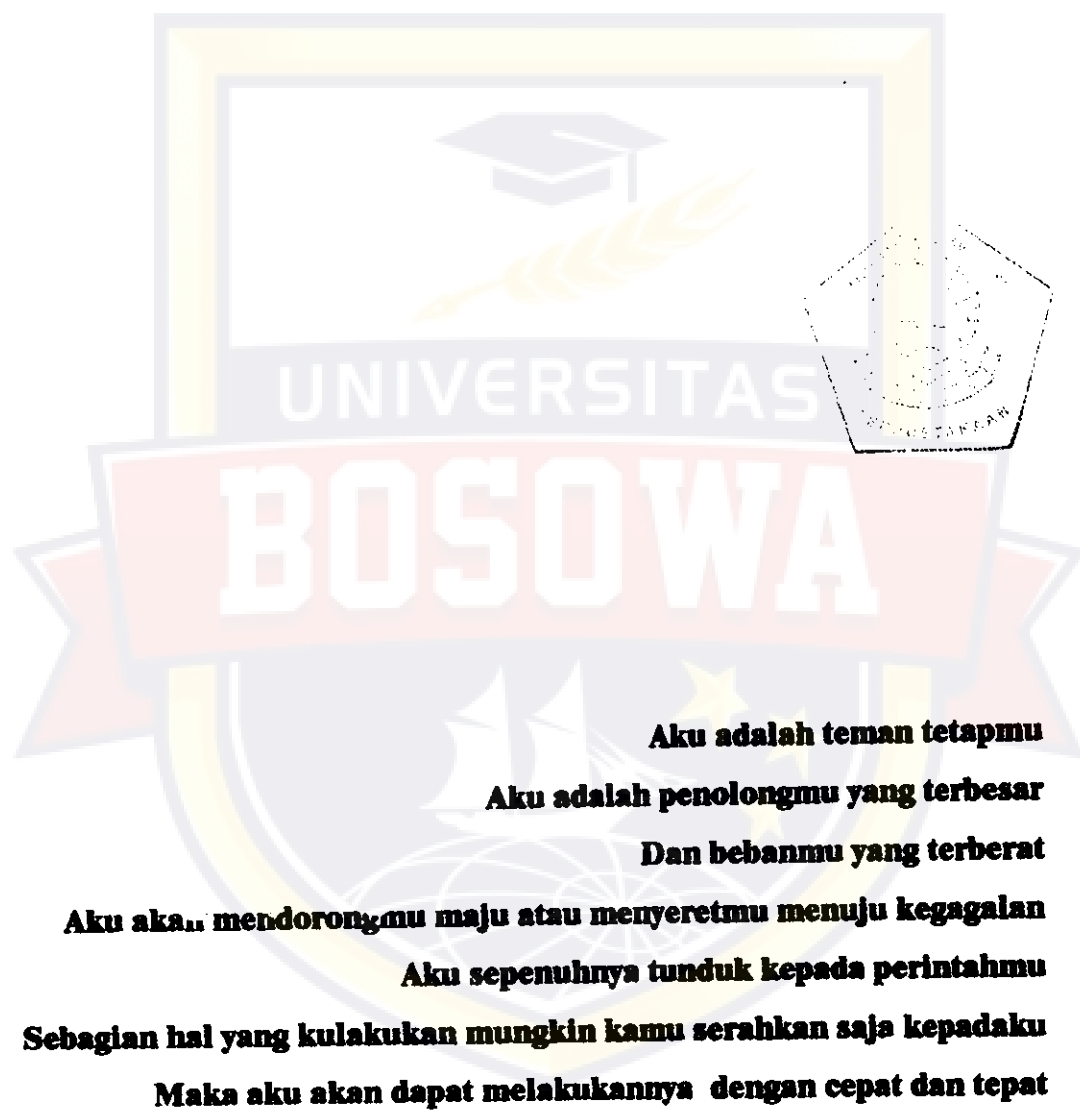 UNIVERSITAS
BOSOWA
Aku adalah teman tetapmu
Aku adalah penolongmu yang terbesar
Dan bebanmu yang terberat
Aku akan mendorongmu maju atau menyeretmu menuju kegagalan
Aku sepenuhnya tunduk kepada perintahmu
Sebagian hal yang kulakukan mungkin kamu serahkan saja kepadaku
Maka aku akan dapat melakukannya dengan cepat dan tepat